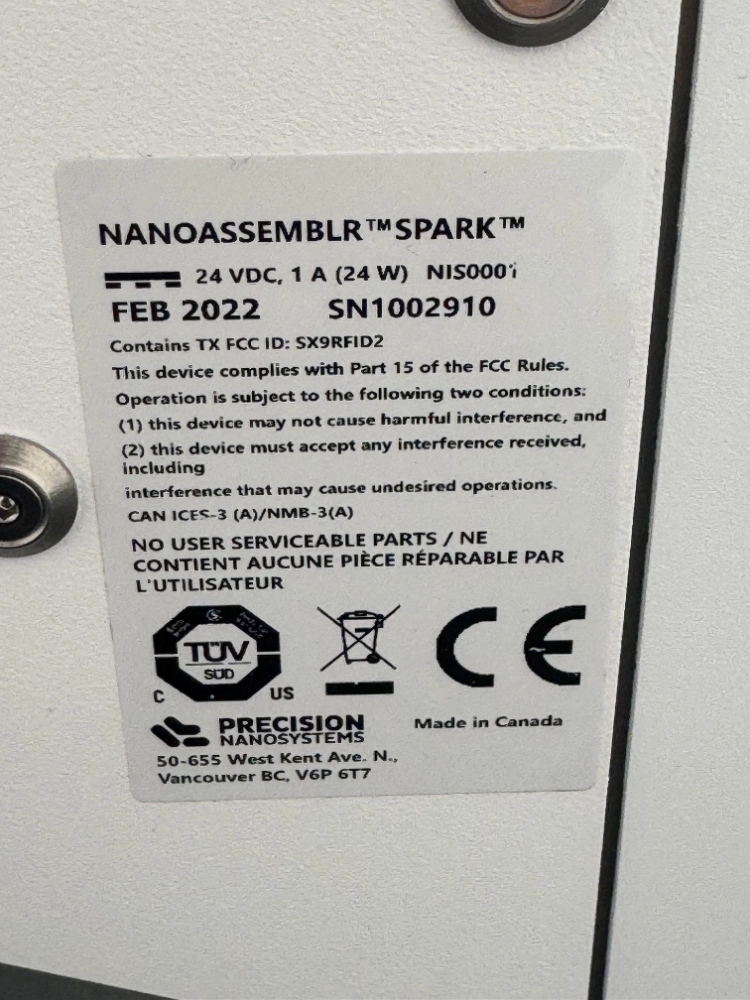 NANOASSEMBLR™ SPARK™
24 VDC, 1 A (24 W) NIS0001
FEB 2022 SN1002910
Contains TX FCC ID: SX9RFID2
This device complies with Part 15 of the FCC Rules.
Operation is subject to the following two conditions:
(1) this device may not cause harmful interference, and
(2) this device must accept any interference received,
including
interference that may cause undesired operations.
CAN ICES-3 (A)/NMB-3(A)
NO USER SERVICEABLE PARTS / NE
CONTIENT AUCUNE PIÈCE RÉPARABLE PAR
L'UTILISATEUR
TÜV
SÜD
C US
CE
PRECISION
NANOSYSTEMS
Made in Canada
50-655 West Kent Ave. N.,
Vancouver BC, V6P 6T7